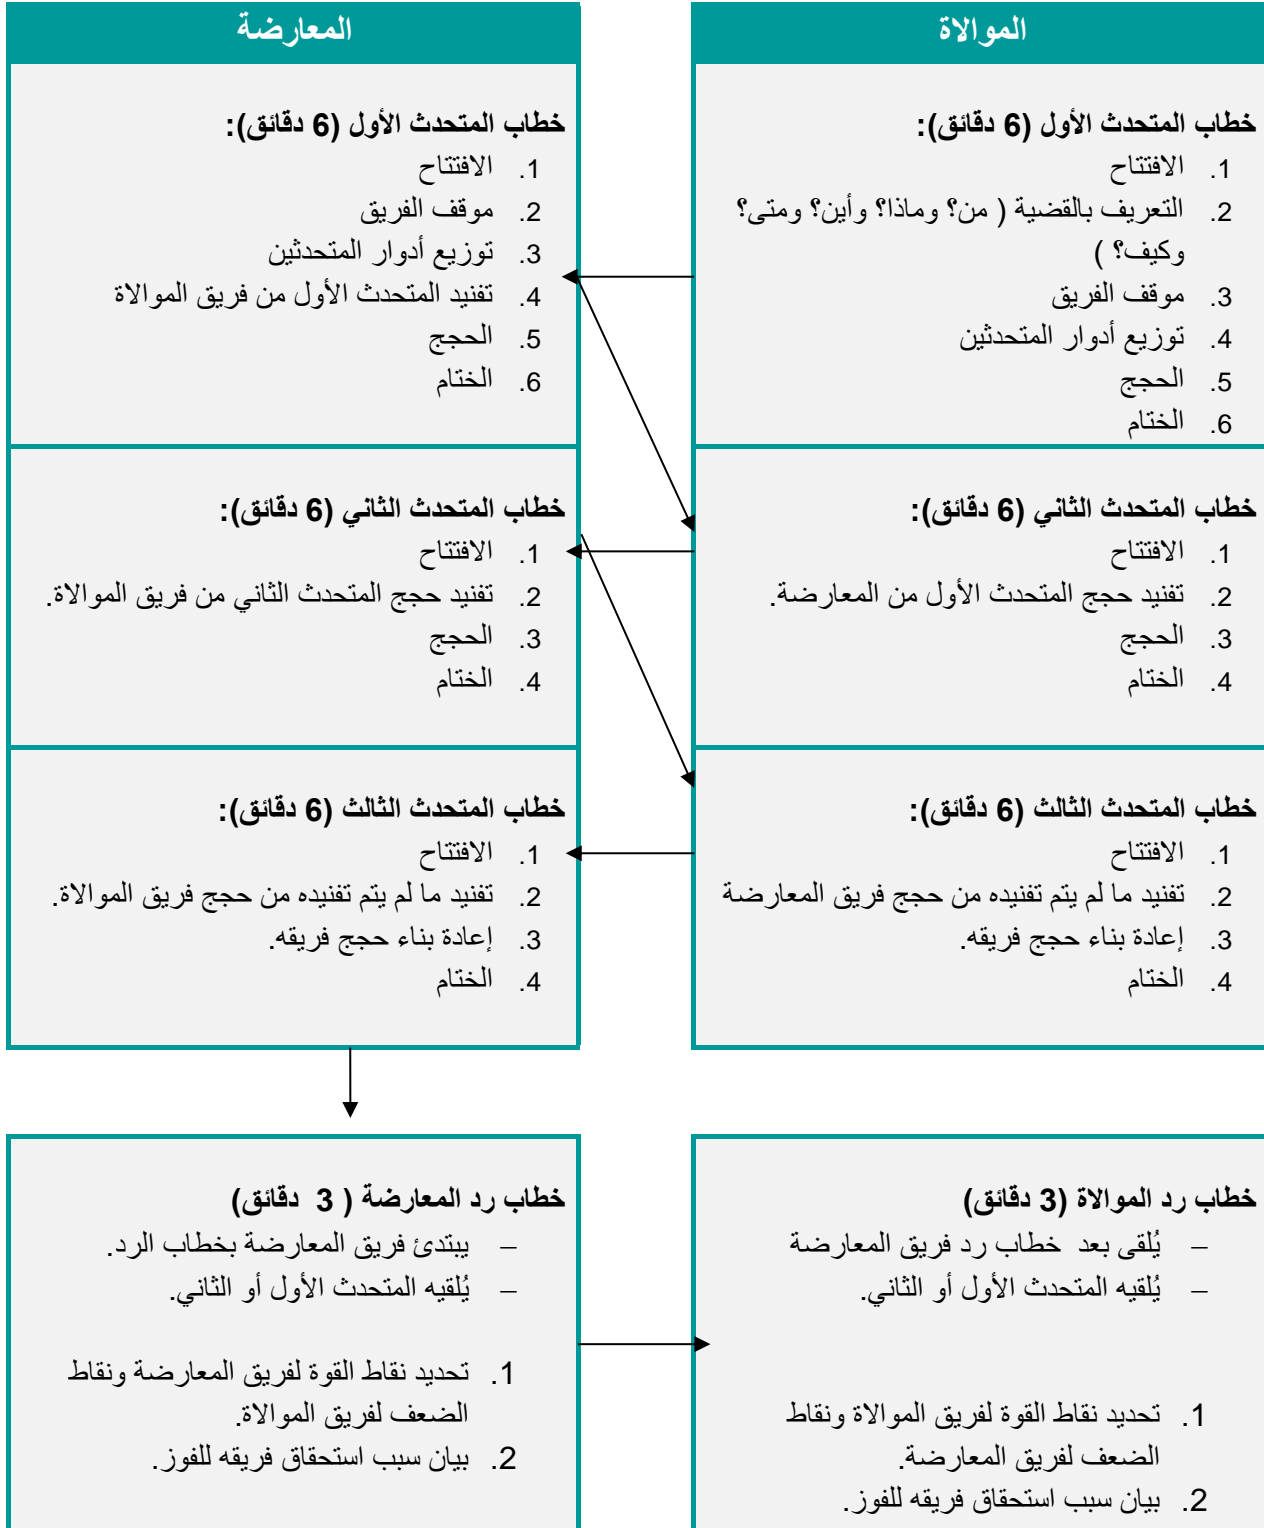 الموالاة
خطاب المتحدث الأول (6 دقائق):
1. الافتتاح
2. التعريف بالقضية ( من؟ وماذا؟ وأين؟ ومتى؟
وكيف؟ )
3. موقف الفريق
4. توزيع أدوار المتحدثين
5. الحجج
6. الختام
المعارضة
خطاب المتحدث الأول (6 دقائق):
1. الافتتاح
2. موقف الفريق
3. توزيع أدوار المتحدثين
4. تفنيد المتحدث الأول من فريق الموالاة
5. الحجج
6. الختام
خطاب المتحدث الثاني (6 دقائق):
1. الافتتاح
2. تفنيد حجج المتحدث الأول من المعارضة.
3. الحجج
4. الختام
خطاب المتحدث الثاني (6 دقائق):
1. الافتتاح
2. تفنيد حجج المتحدث الثاني من فريق الموالاة.
3. الحجج
4. الختام
خطاب المتحدث الثالث (6 دقائق):
1. الافتتاح
2. تفنيد ما لم يتم تفنيده من حجج فريق المعارضة
3. إعادة بناء حجج فريقه.
4. الختام
خطاب المتحدث الثالث (6 دقائق):
1. الافتتاح
2. تفنيد ما لم يتم تفنيده من حجج فريق الموالاة.
3. إعادة بناء حجج فريقه.
4. الختام
خطاب رد المعارضة ( 3 دقائق)
– يبتدئ فريق المعارضة بخطاب الرد.
– يُلقيه المتحدث الأول أو الثاني.
1. تحديد نقاط القوة لفريق المعارضة ونقاط
الضعف لفريق الموالاة.
2. بيان سبب استحقاق فريقه للفوز.
خطاب رد الموالاة (3 دقائق)
– يُلقى بعد خطاب رد فريق المعارضة
– يُلقيه المتحدث الأول أو الثاني.
1. تحديد نقاط القوة لفريق الموالاة ونقاط
الضعف لفريق المعارضة.
2. بيان سبب استحقاق فريقه للفوز.